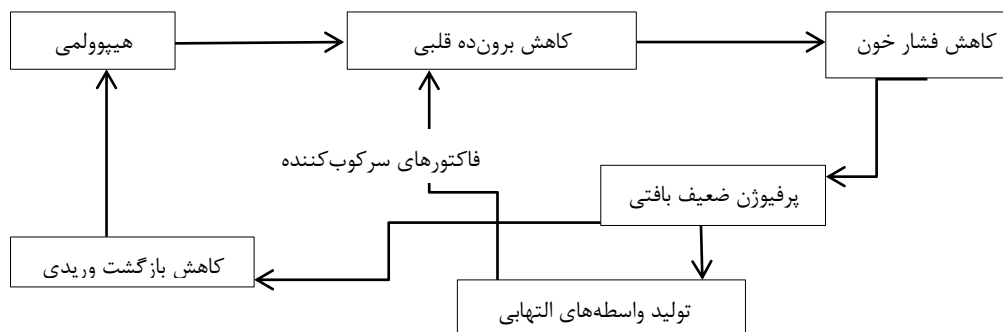 هیپوولمی
کاهش برون‌ده قلبی
کاهش فشار خون
فاکتورهای سرکوب‌کننده
پرفیوژن ضعیف بافتی
کاهش بازگشت وریدی
تولید واسطه‌های التهابی